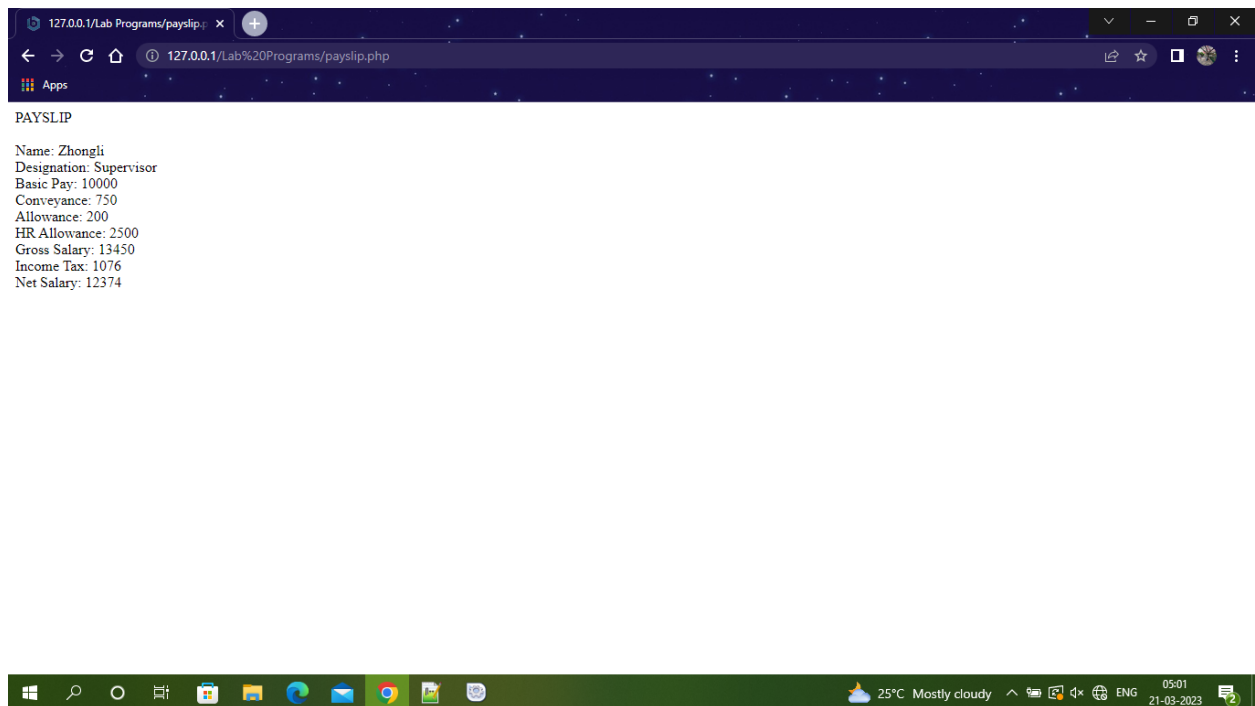 127.0.0.1/Lab Programs/payslip.p
127.0.0.1/Lab%20Programs/payslip.php
Apps
PAYSLIP
Name: Zhongli
Designation: Supervisor
Basic Pay: 10000
Conveyance: 750
Allowance: 200
HR Allowance: 2500
Gross Salary: 13450
Income Tax: 1076
Net Salary: 12374
25°C Mostly cloudy ENG 05:01
21-03-2023 2